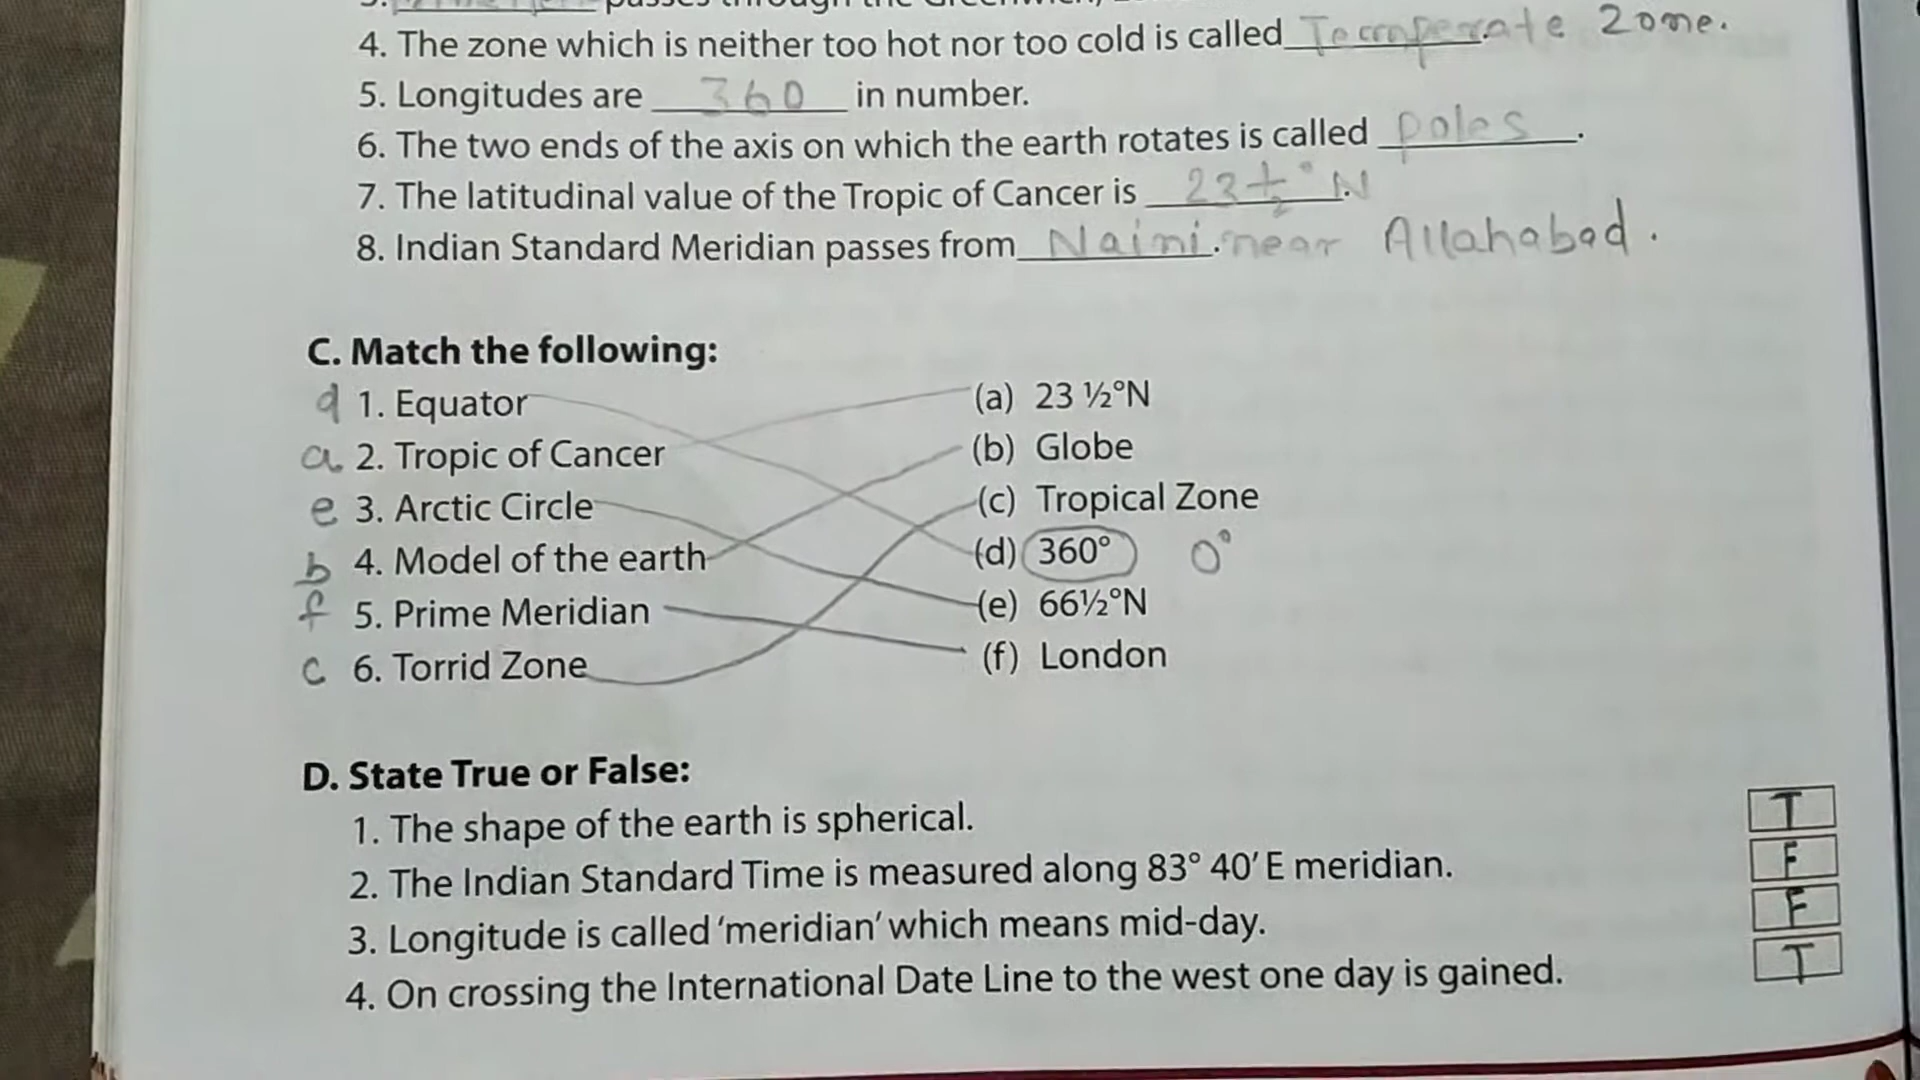 passes through the Greenwich,
4. The zone which is neither too hot nor too cold is called Temperate Zone.
5. Longitudes are 360 in number.
6. The two ends of the axis on which the earth rotates is called poles.
7. The latitudinal value of the Tropic of Cancer is 23½° N.
8. Indian Standard Meridian passes from Naini. near Allahabad.
C. Match the following:
d 1. Equator (a) 23 ½°N
a 2. Tropic of Cancer (b) Globe
e 3. Arctic Circle (c) Tropical Zone
b 4. Model of the earth (d) 360° 0°
f 5. Prime Meridian (e) 66½°N
c 6. Torrid Zone (f) London
D. State True or False:
1. The shape of the earth is spherical. T
2. The Indian Standard Time is measured along 83° 40′ E meridian. F
3. Longitude is called ‘meridian’ which means mid-day. F
4. On crossing the International Date Line to the west one day is gained. T